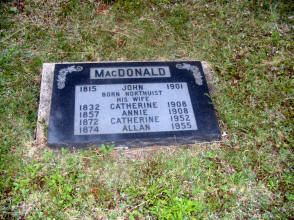 MACDONALD
1815 JOHN 1901
BORN NORTHUIST
HIS WIFE
1832 CATHERINE 1908
1857 ANNIE 1908
1872 CATHERINE 1952
1874 ALLAN 1955